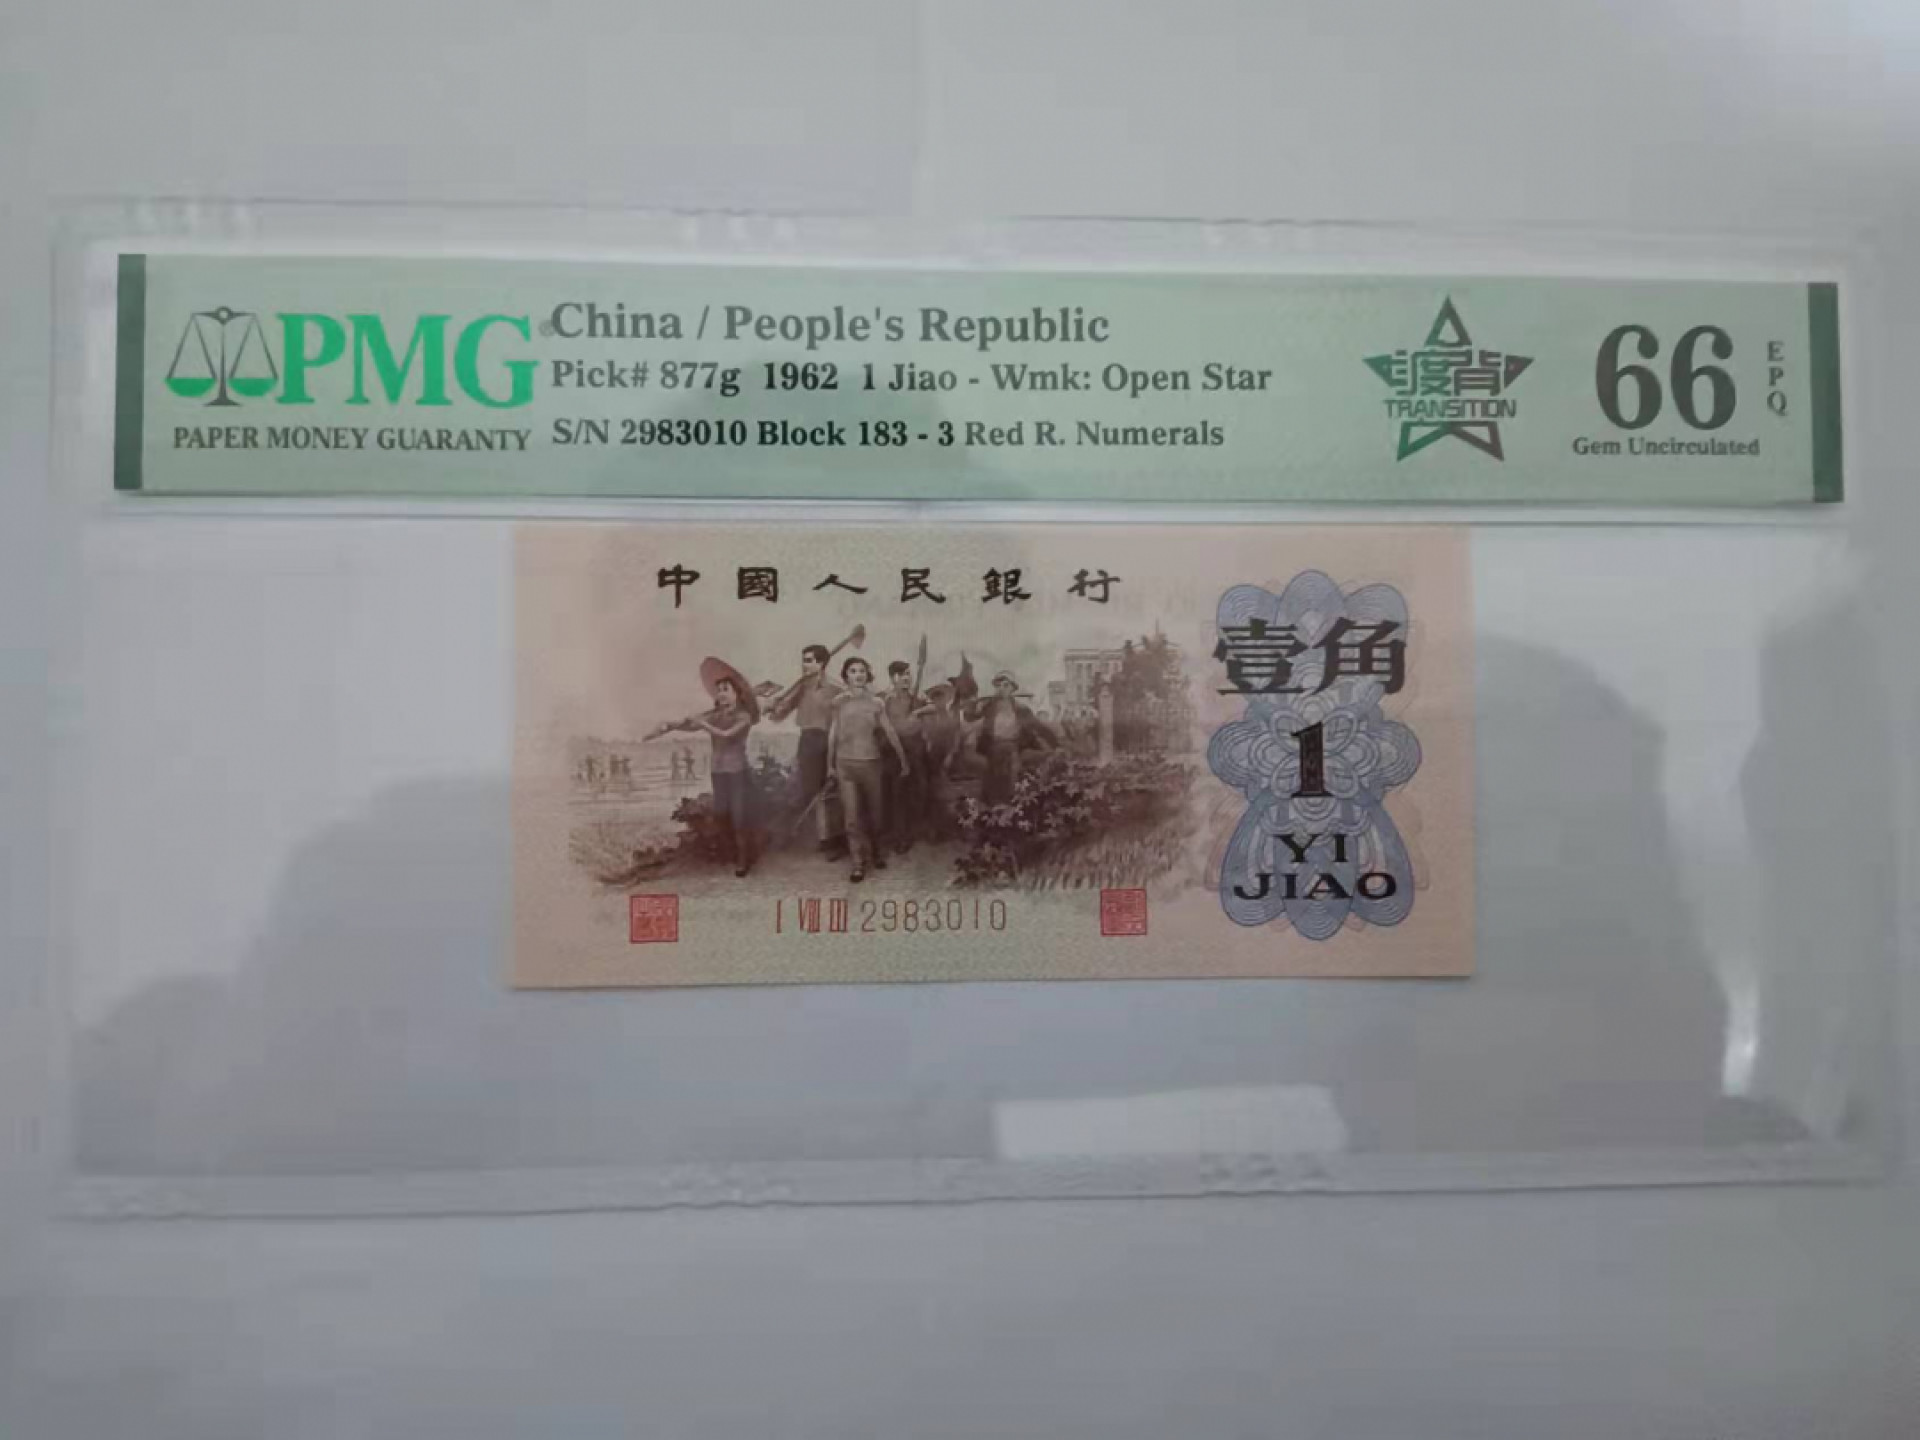 PMG
PAPER MONEY GUARANTY
China / People's Republic
Pick# 877g 1962 1 Jiao - Wmk: Open Star
S/N 2983010 Block 183 - 3 Red R. Numerals
渡背
TRANSITION
66
EPQ
Gem Uncirculated
中國人民銀行
壹角
1
YI
JIAO
I VIII III 2983010